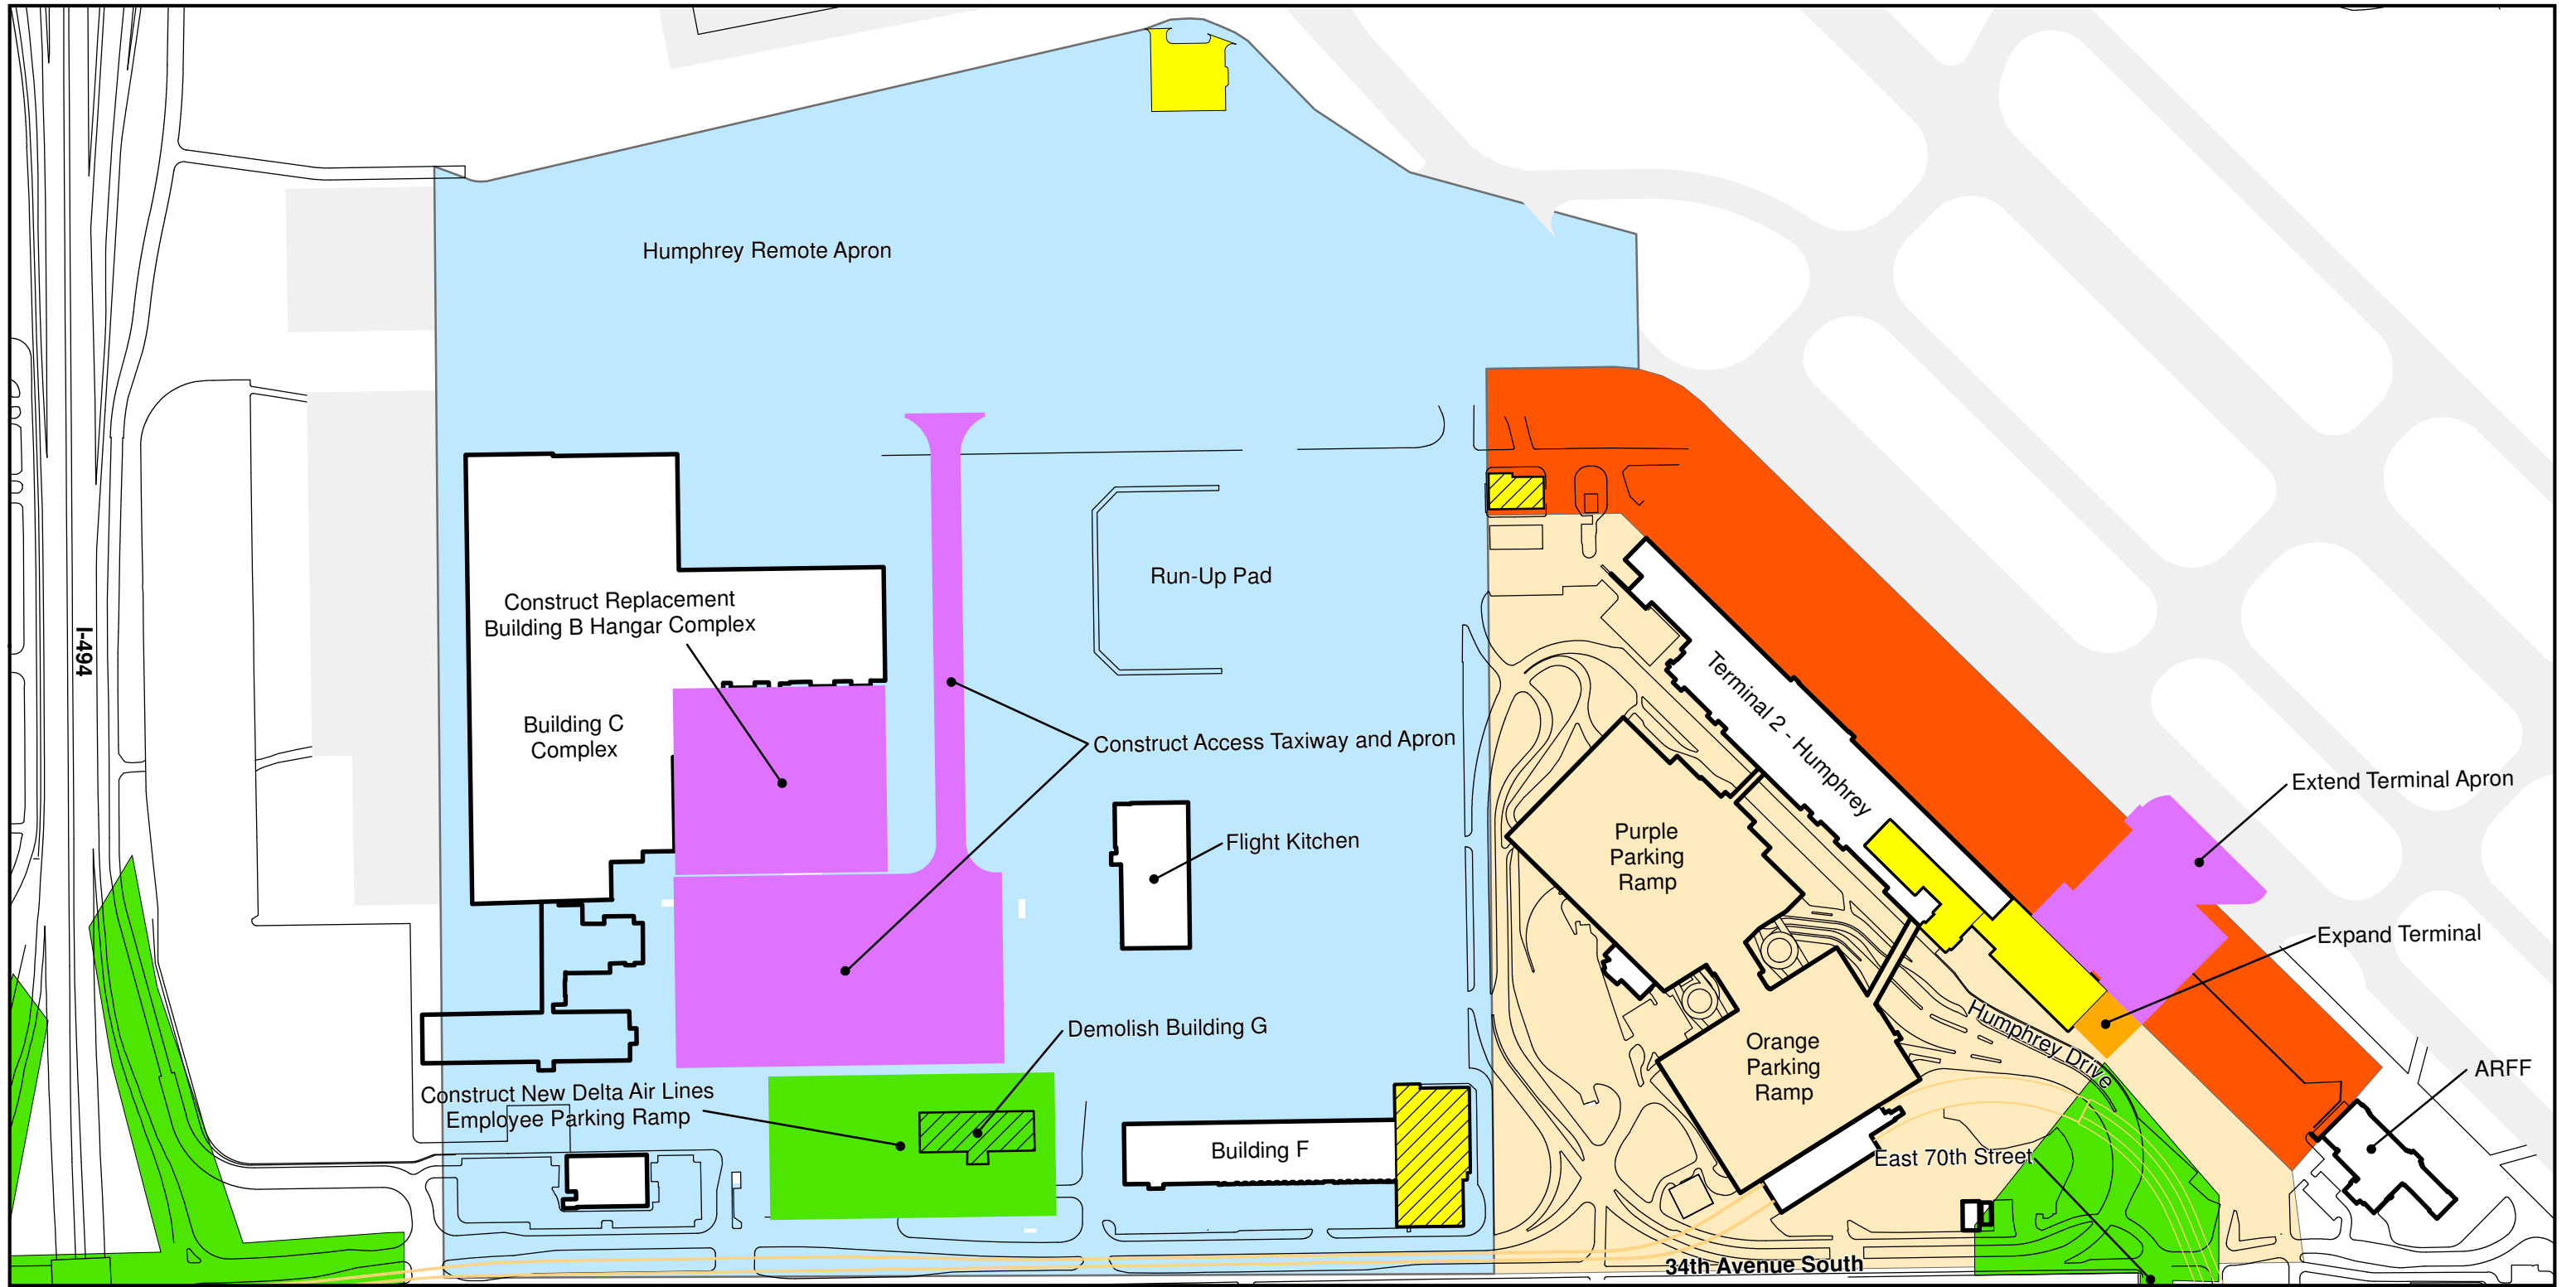 Humphrey Remote Apron
Run-Up Pad
Construct Replacement
Building B Hangar Complex
I-494
Building C
Complex
Construct Access Taxiway and Apron
Terminal 2 - Humphrey
Extend Terminal Apron
Purple
Parking
Ramp
Flight Kitchen
Expand Terminal
Demolish Building G
Humphrey Drive
Orange
Parking
Ramp
ARFF
Construct New Delta Air Lines
Employee Parking Ramp
Building F
East 70th Street
34th Avenue South